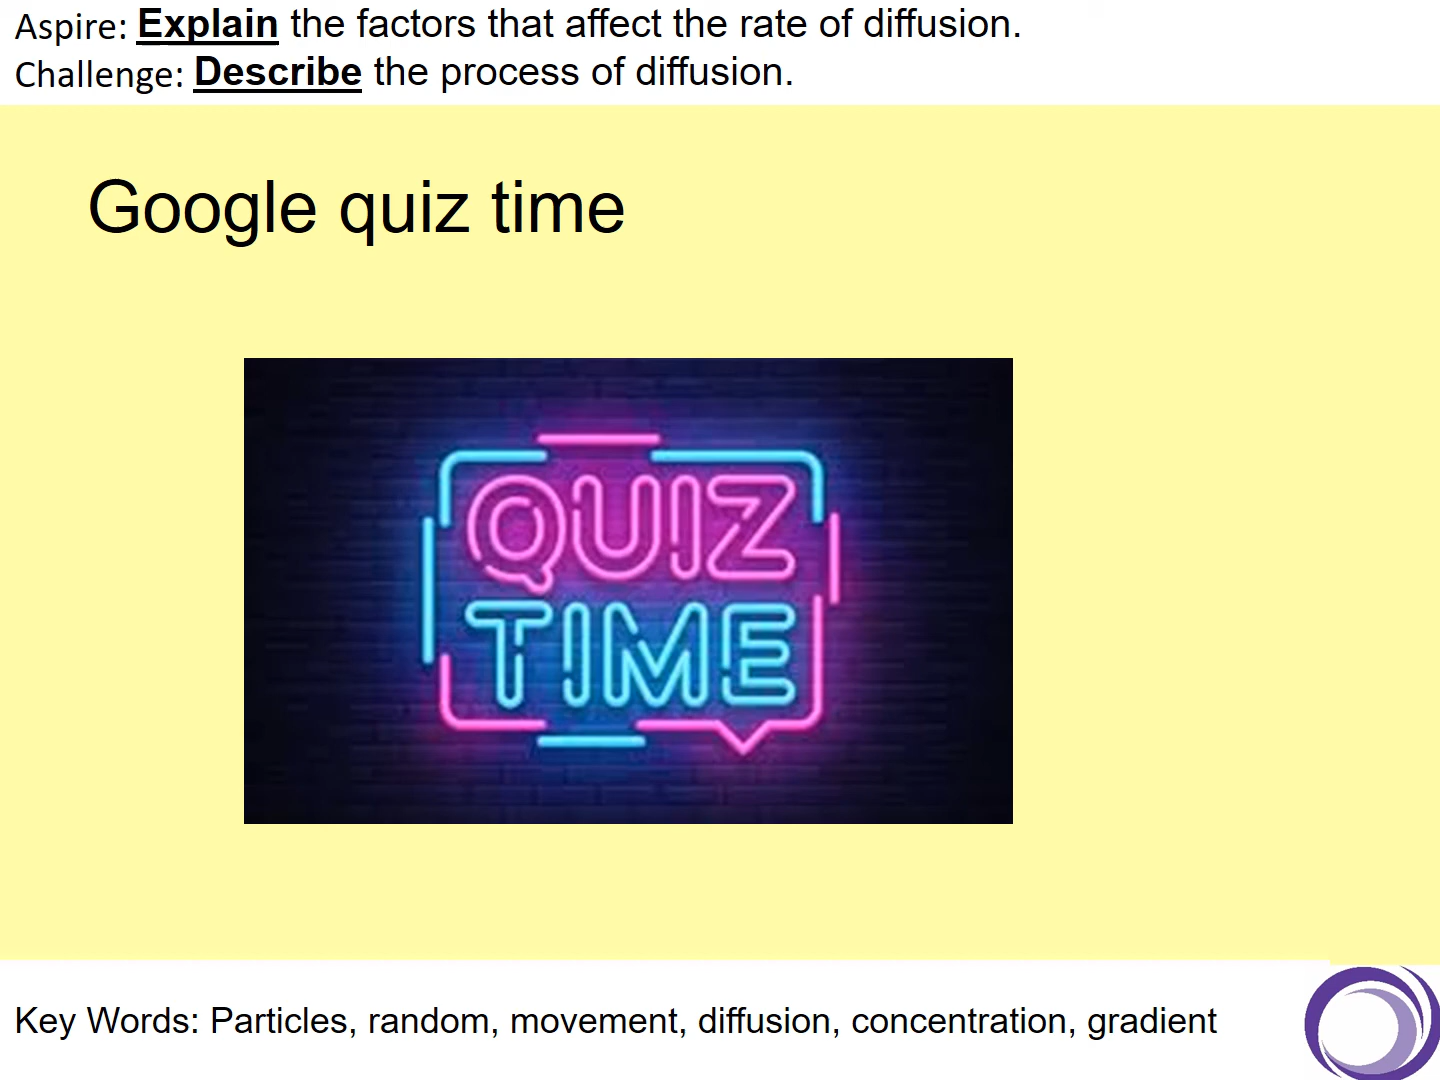 Aspire: Explain the factors that affect the rate of diffusion.
Challenge: Describe the process of diffusion.
Google quiz time
QUIZ
TIME
Key Words: Particles, random, movement, diffusion, concentration, gradient